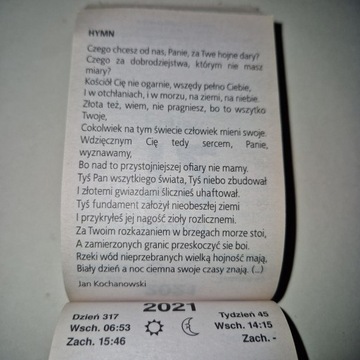 HYMN
Czego chcesz od nas, Panie, za Twe hojne dary?
Czego za dobrodziejstwa, którym nie masz
miary?
Kościół Cię nie ogarnie, wszędy pełno Ciebie,
I w otchłaniach, i w morzu, na ziemi, na niebie.
Złota też, wiem, nie pragniesz, bo to wszytko
Twoje,
Cokolwiek na tym świecie człowiek mieni swoje.
Wdzięcznym Cię tedy sercem, Panie,
wyznawamy,
Bo nad to przystojniejszej ofiary nie mamy.
Tyś Pan wszytkiego świata, Tyś niebo zbudował
I złotemi gwiazdami ślicznieś uhaftował.
Tyś fundament założył nieobeszłej ziemi
I przykryłeś jej nagość zioły rozlicznemi.
Za Twoim rozkazaniem w brzegach morze stoi,
A zamierzonych granic przeskoczyć się boi.
Rzeki wód nieprzebranych wielką hojność mają,
Biały dzień a noc ciemna swoje czasy znają. (...)
Jan Kochanowski
2021
Dzień 317
Tydzień 45
Wsch. 06:53
Wsch. 14:15
Zach. 15:46
Zach. -